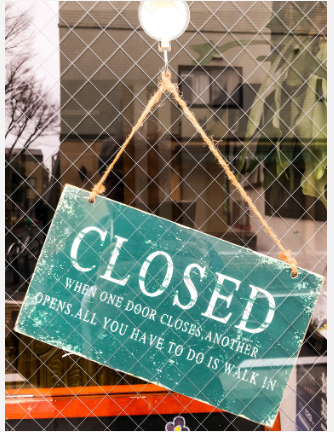 CLOSED
WHEN ONE DOOR CLOSES,ANOTHER
OPENS.ALL YOU HAVE TO DO IS WALK IN